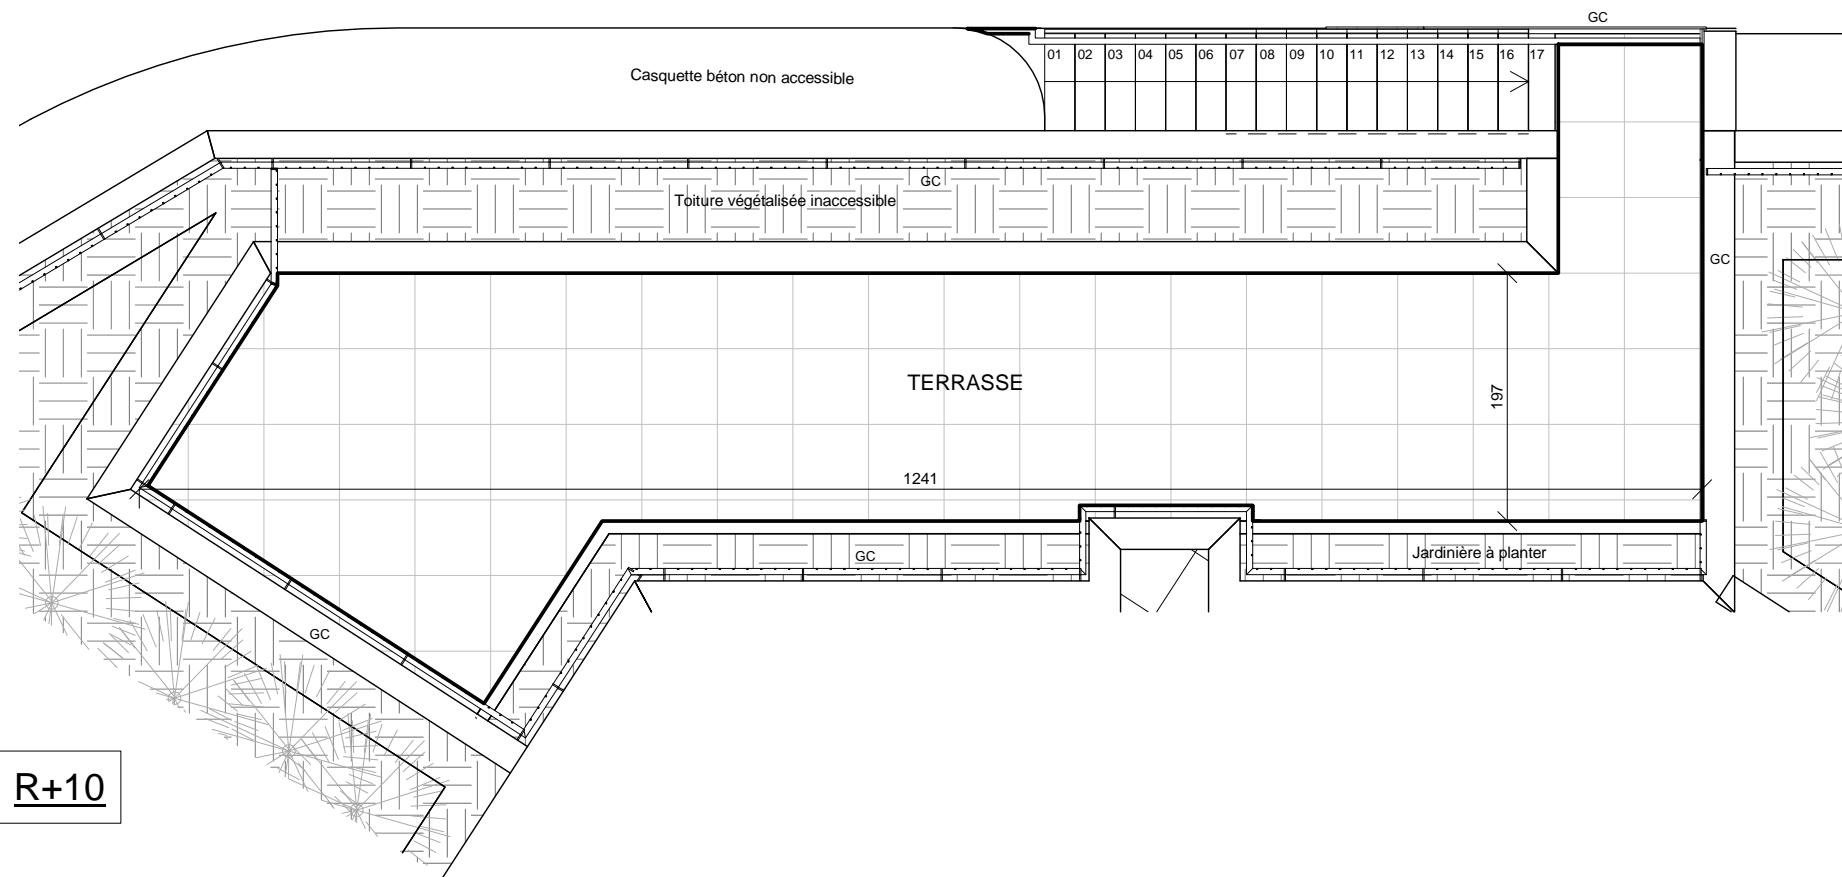 GC
01 02 03 04 05 06 07 08 09 10 11 12 13 14 15 16 17
Casquette béton non accessible
GC
Toiture végétalisée inaccessible
GC
TERRASSE
197
1241
GC
Jardinière à planter
GC
R+10